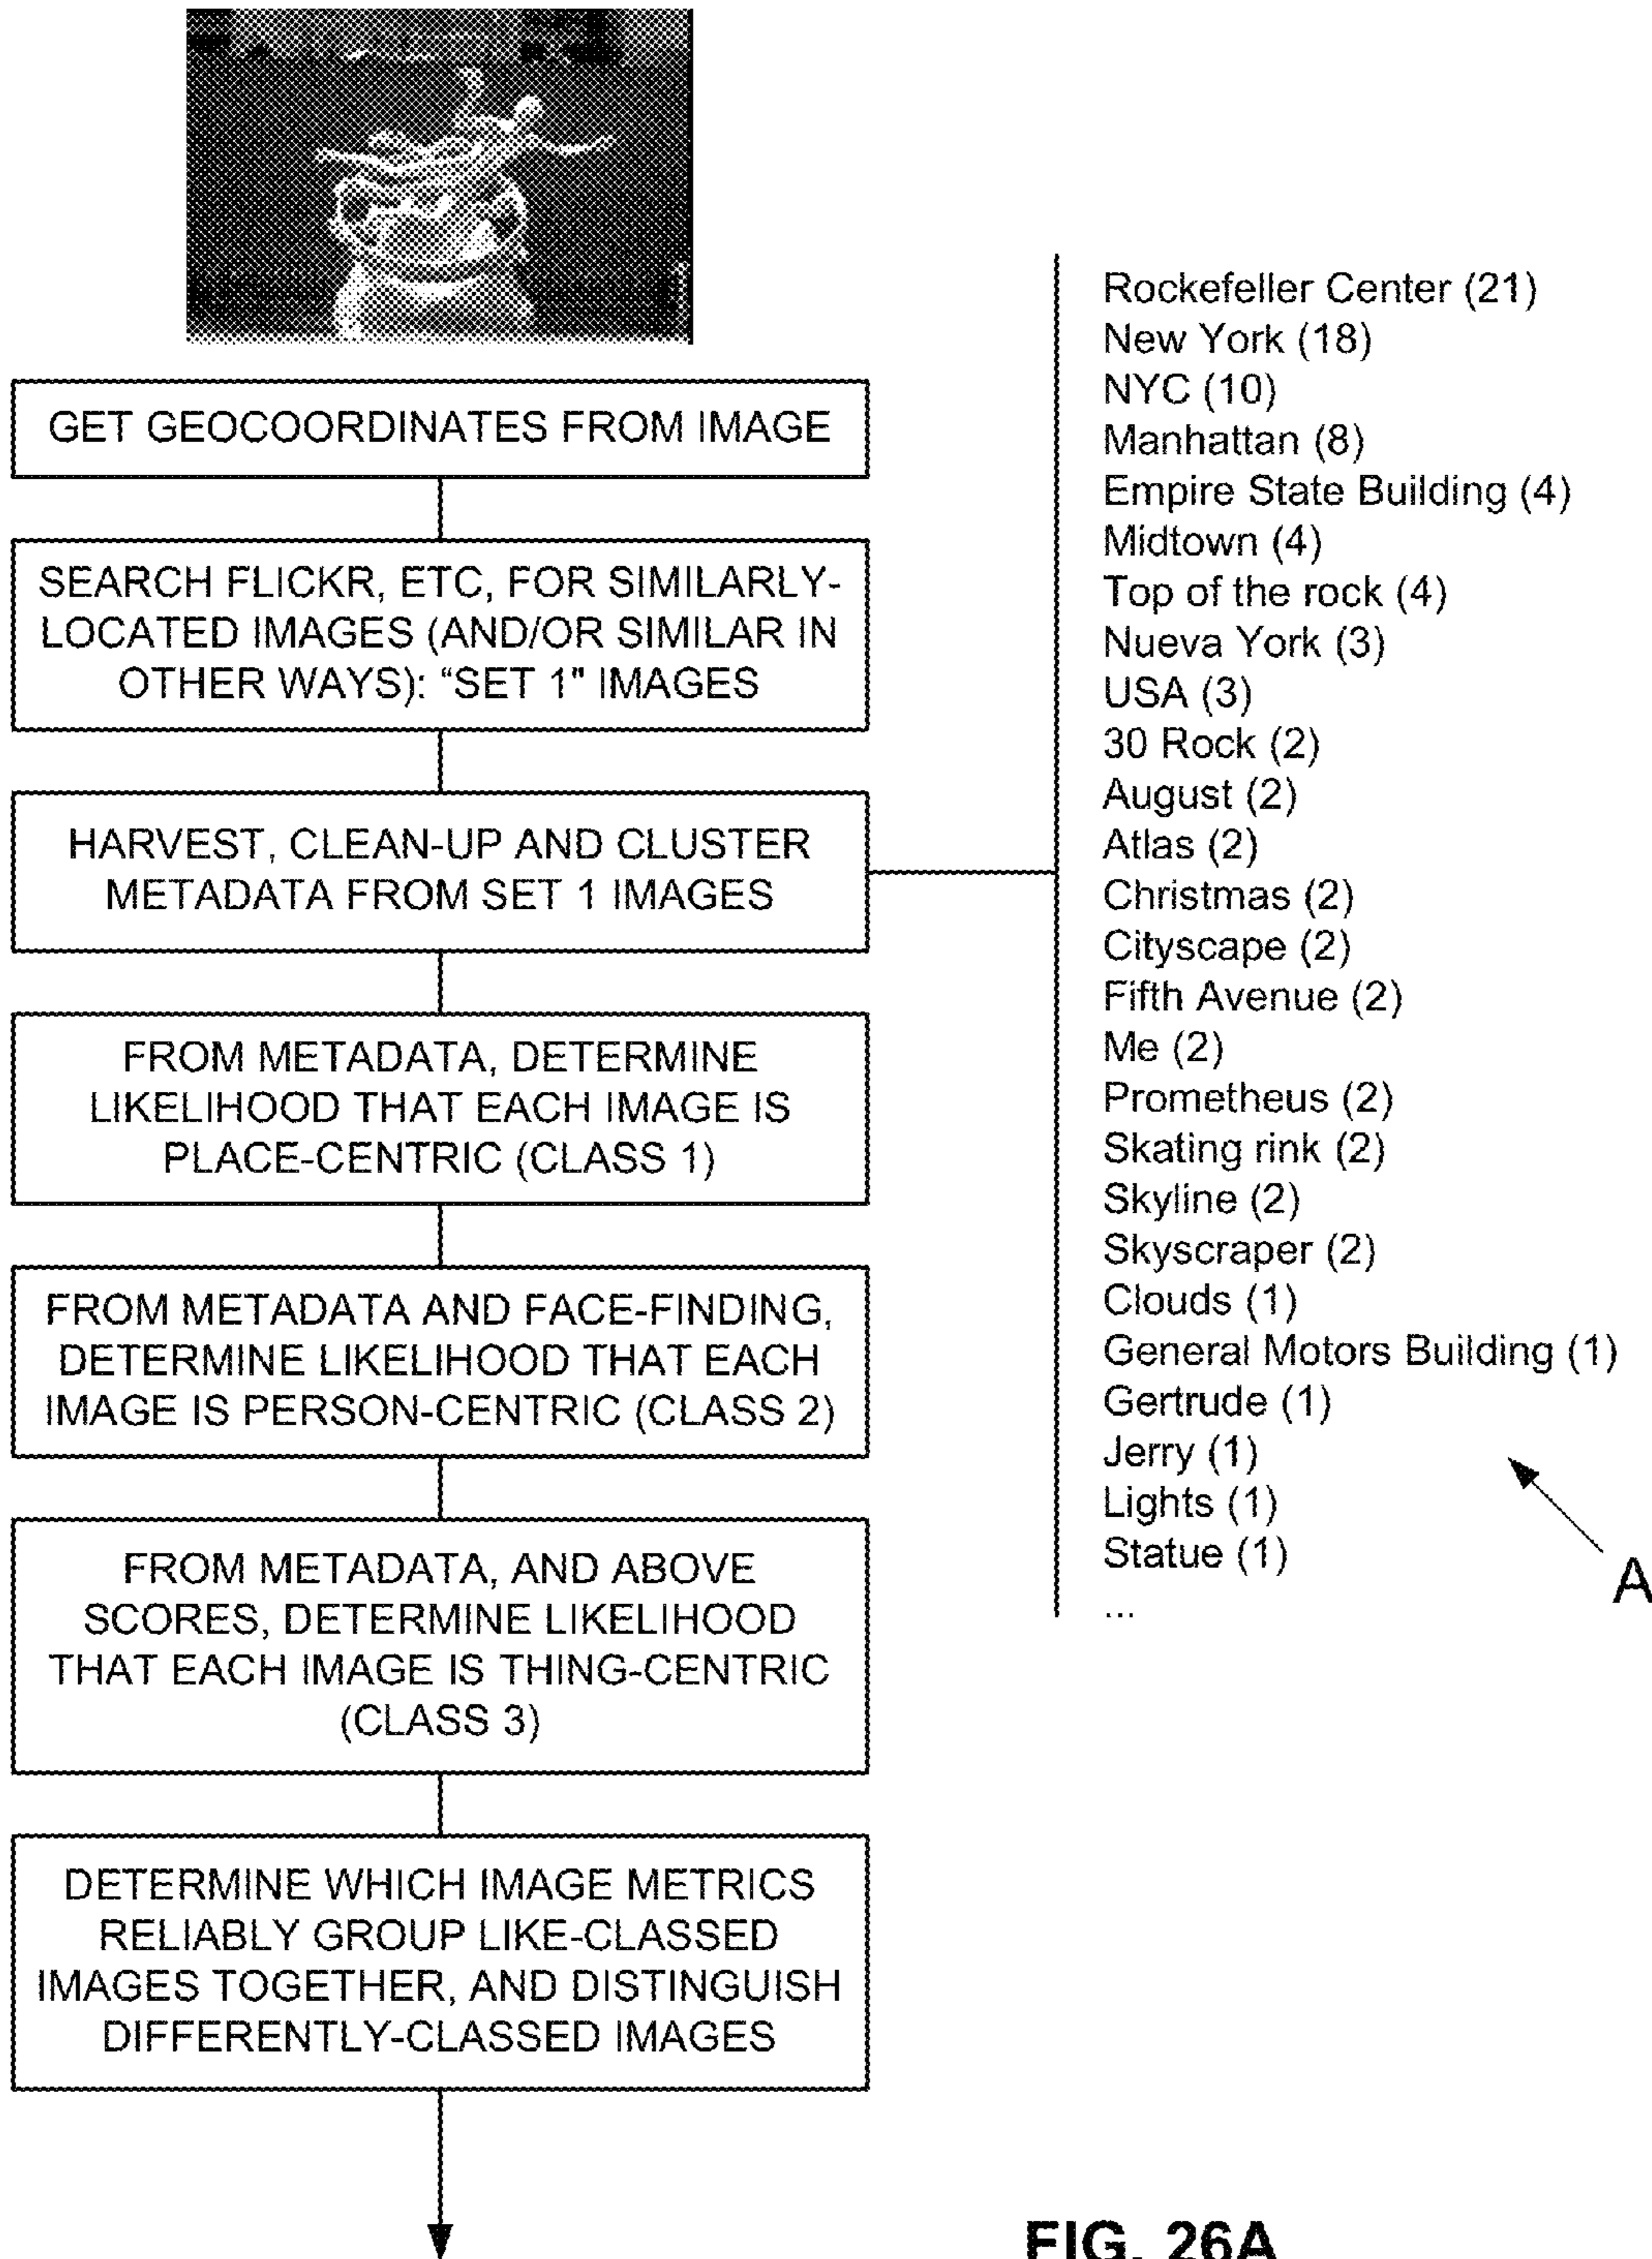 GET GEOCOORDINATES FROM IMAGE
SEARCH FLICKR, ETC, FOR SIMILARLY-
LOCATED IMAGES (AND/OR SIMILAR IN
OTHER WAYS): “SET 1" IMAGES
HARVEST, CLEAN-UP AND CLUSTER
METADATA FROM SET 1 IMAGES
FROM METADATA, DETERMINE
LIKELIHOOD THAT EACH IMAGE IS
PLACE-CENTRIC (CLASS 1)
FROM METADATA AND FACE-FINDING,
DETERMINE LIKELIHOOD THAT EACH
IMAGE IS PERSON-CENTRIC (CLASS 2)
FROM METADATA, AND ABOVE
SCORES, DETERMINE LIKELIHOOD
THAT EACH IMAGE IS THING-CENTRIC
(CLASS 3)
DETERMINE WHICH IMAGE METRICS
RELIABLY GROUP LIKE-CLASSED
IMAGES TOGETHER, AND DISTINGUISH
DIFFERENTLY-CLASSED IMAGES
Rockefeller Center (21)
New York (18)
NYC (10)
Manhattan (8)
Empire State Building (4)
Midtown (4)
Top of the rock (4)
Nueva York (3)
USA (3)
30 Rock (2)
August (2)
Atlas (2)
Christmas (2)
Cityscape (2)
Fifth Avenue (2)
Me (2)
Prometheus (2)
Skating rink (2)
Skyline (2)
Skyscraper (2)
Clouds (1)
General Motors Building (1)
Gertrude (1)
Jerry (1)
Lights (1)
Statue (1)
...
A
FIG. 26A